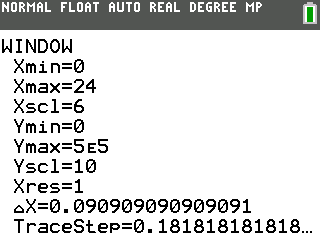 NORMAL FLOAT AUTO REAL DEGREE MP
WINDOW
Xmin=0
Xmax=24
Xscl=6
Ymin=0
Ymax=5ᴇ5
Yscl=10
Xres=1
△X=0.090909090909091
TraceStep=0.181818181818…